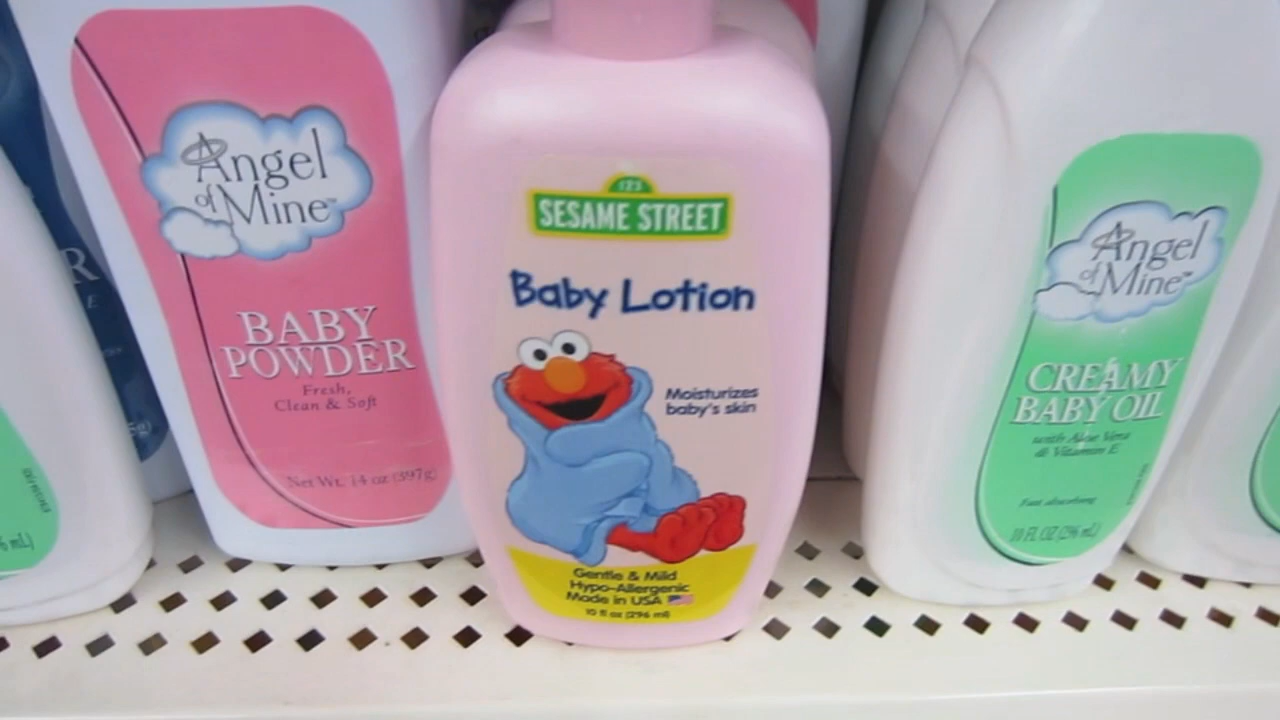 Angel
of Mine™
BABY
POWDER
Fresh,
Clean & Soft
Net Wt. 14 oz (397g)
123
SESAME STREET
Baby Lotion
Moisturizes
baby's skin
Gentle & Mild
Hypo-Allergenic
Made in USA
10 fl oz (296 ml)
Angel
of Mine™
CREAMY
BABY OIL
with Aloe Vera
& Vitamin E
Fast absorbing
10 FL OZ (296 mL)
R
E